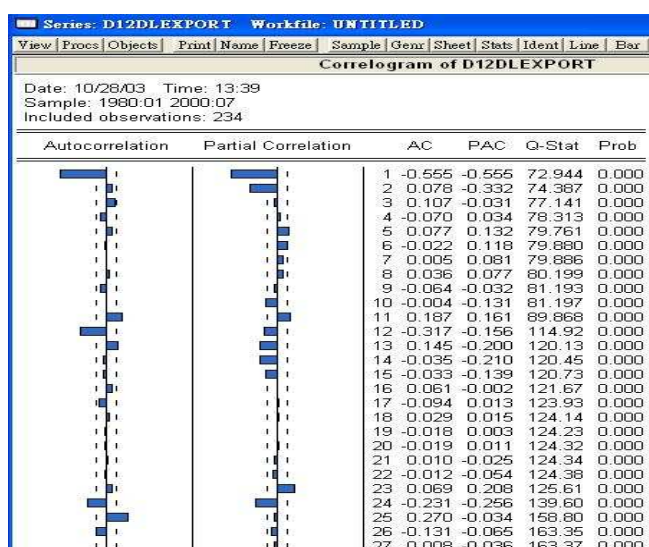 Series: D12DLEXPORT Workfile: UNTITLED
View Procs Objects Print Name Freeze Sample Genr Sheet Stats Ident Line Bar
Correlogram of D12DLEXPORT
Date: 10/28/03 Time: 13:39
Sample: 1980:01 2000:07
Included observations: 234
Autocorrelation Partial Correlation AC PAC Q-Stat Prob
1 -0.555 -0.555 72.944 0.000
2 0.078 -0.332 74.387 0.000
3 0.107 -0.031 77.141 0.000
4 -0.070 0.034 78.313 0.000
5 0.077 0.132 79.761 0.000
6 -0.022 0.118 79.880 0.000
7 0.005 0.081 79.886 0.000
8 0.036 0.077 80.199 0.000
9 -0.064 -0.032 81.193 0.000
10 -0.004 -0.131 81.197 0.000
11 0.187 0.161 89.868 0.000
12 -0.317 -0.156 114.92 0.000
13 0.145 -0.200 120.13 0.000
14 -0.035 -0.210 120.45 0.000
15 -0.033 -0.139 120.73 0.000
16 0.061 -0.002 121.67 0.000
17 -0.094 0.013 123.93 0.000
18 0.029 0.015 124.14 0.000
19 -0.018 0.003 124.23 0.000
20 -0.019 0.011 124.32 0.000
21 0.010 -0.025 124.34 0.000
22 -0.012 -0.054 124.38 0.000
23 0.069 0.208 125.61 0.000
24 -0.231 -0.256 139.60 0.000
25 0.270 -0.034 158.80 0.000
26 -0.131 -0.065 163.35 0.000
27 0.008 -0.036 163.37 0.000